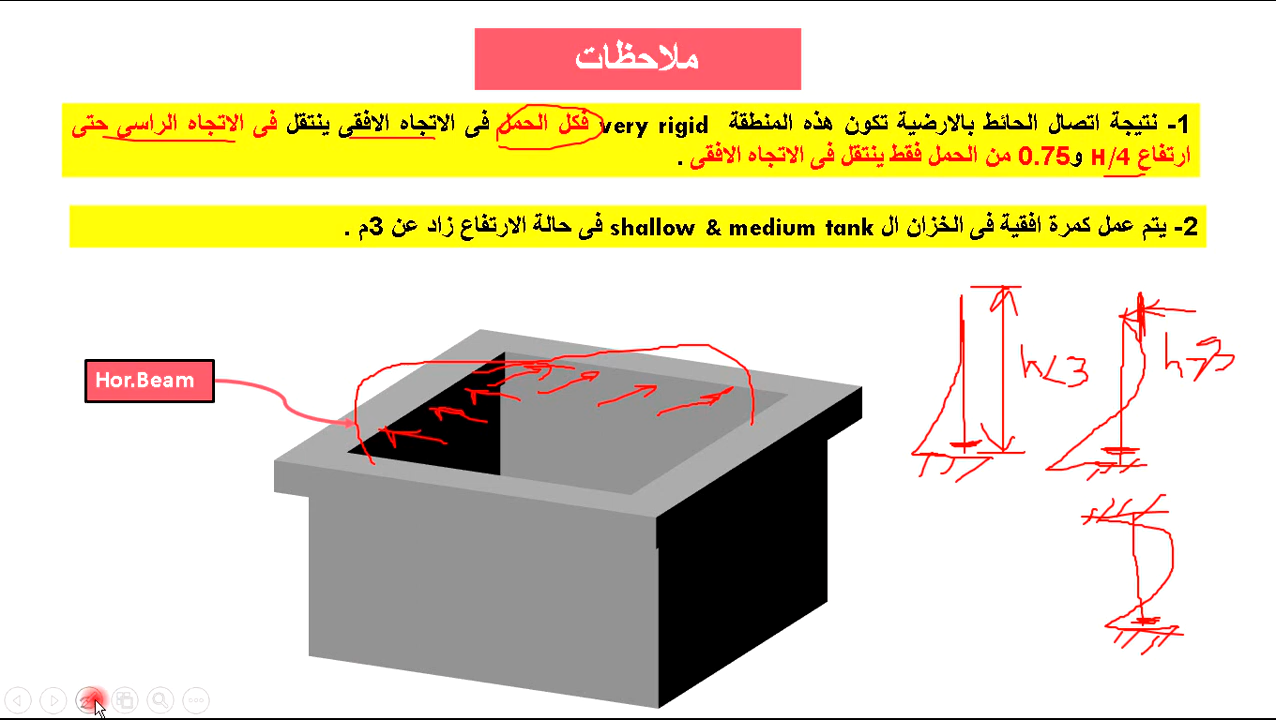 ملاحظات
1- نتيجة اتصال الحائط بالارضية تكون هذه المنطقة very rigid فكل الحمل فى الاتجاه الافقى ينتقل فى الاتجاه الراسى حتى
ارتفاع H/4 و0.75 من الحمل فقط ينتقل فى الاتجاه الافقى .
2- يتم عمل كمرة افقية فى الخزان ال shallow & medium tank فى حالة الارتفاع زاد عن 3م .
Hor.Beam
h<3
h>3